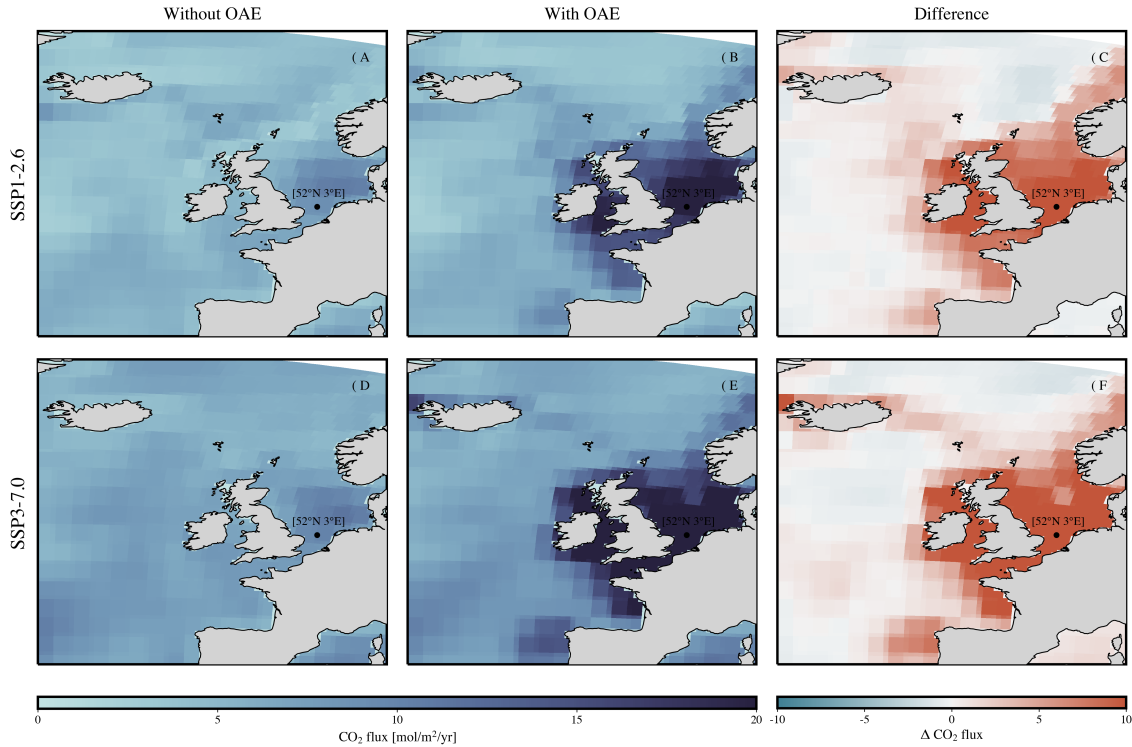 Without OAE
With OAE
Difference
SSP1-2.6
( A
( B
( C
[52°N 3°E]
[52°N 3°E]
[52°N 3°E]
SSP3-7.0
( D
( E
( F
[52°N 3°E]
[52°N 3°E]
[52°N 3°E]
0 5 10 15 20
CO₂ flux [mol/m²/yr]
-10 -5 0 5 10
Δ CO₂ flux